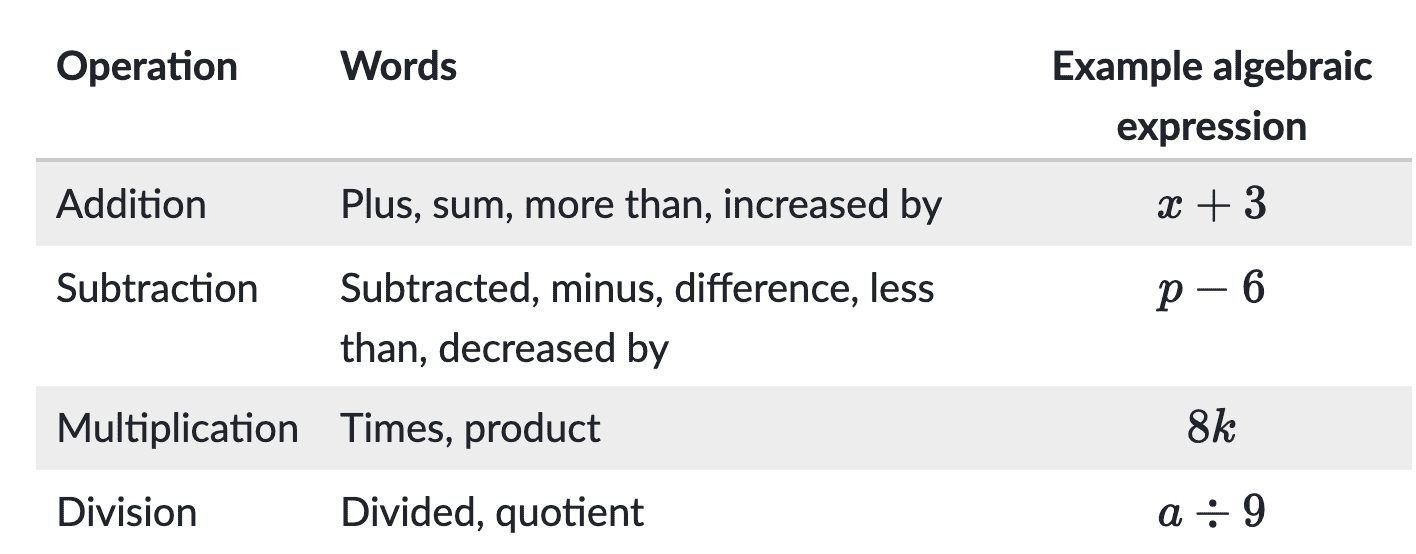 Operation Words Example algebraic
expression
Addition Plus, sum, more than, increased by x + 3
Subtraction Subtracted, minus, difference, less p − 6
than, decreased by
Multiplication Times, product 8k
Division Divided, quotient a ÷ 9